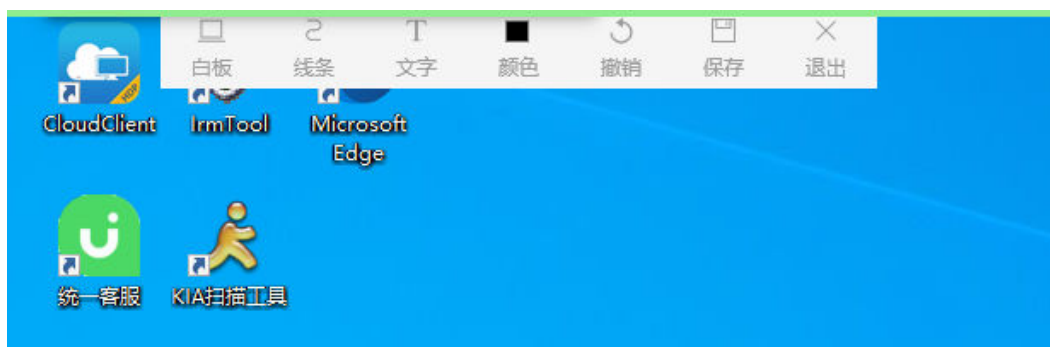 白板 线条 T 文字 颜色 撤销 保存 退出
HDP
CloudClient IrmTool Microsoft Edge
统一客服 KIA扫描工具